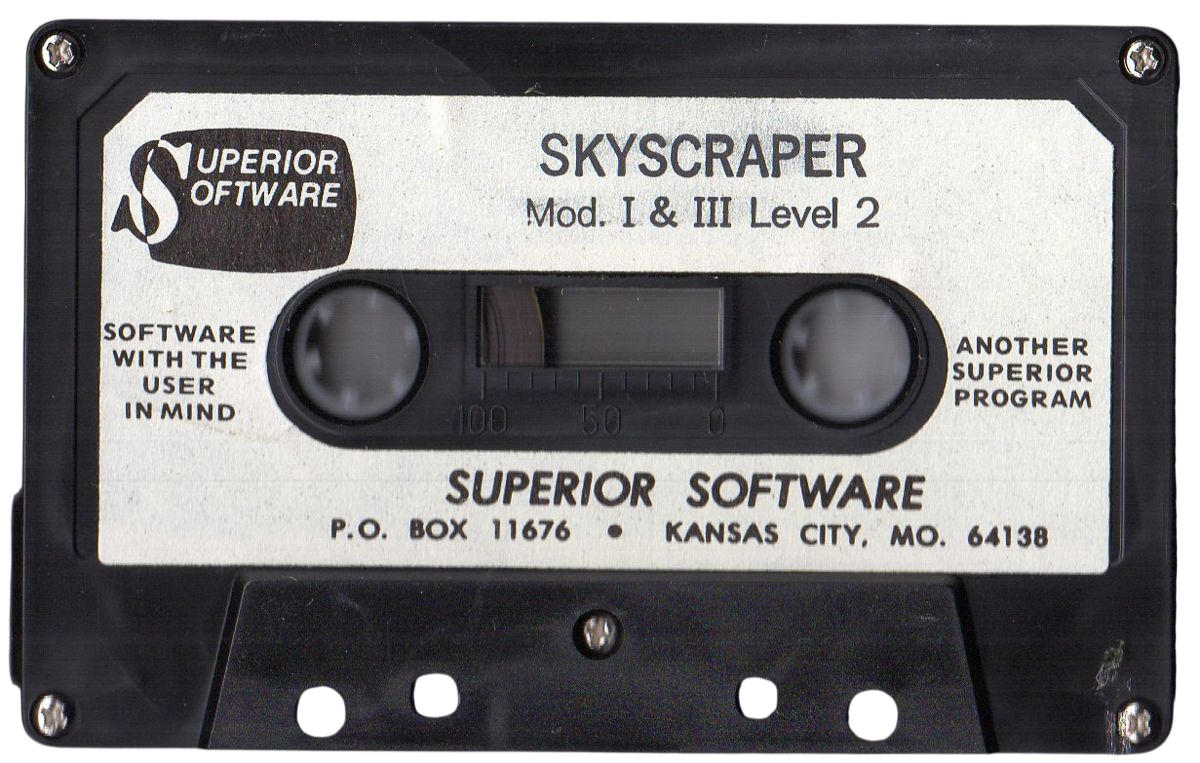 SUPERIOR
SOFTWARE
SKYSCRAPER
Mod. I & III Level 2
SOFTWARE
WITH THE
USER
IN MIND
100 50 0
ANOTHER
SUPERIOR
PROGRAM
SUPERIOR SOFTWARE
P.O. BOX 11676 • KANSAS CITY, MO. 64138